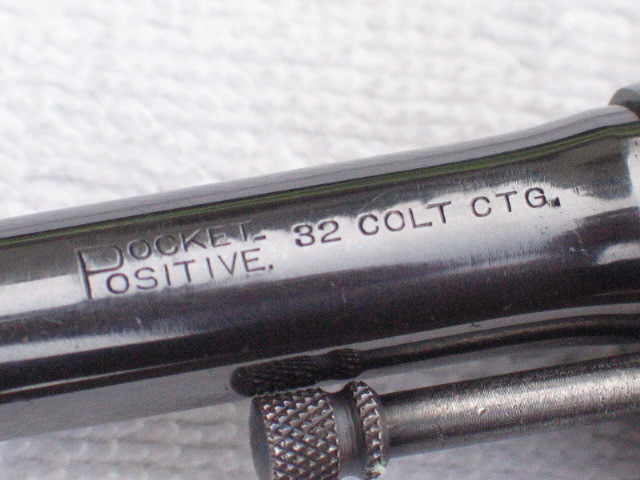 POCKET- 32 COLT CTG.
POSITIVE.